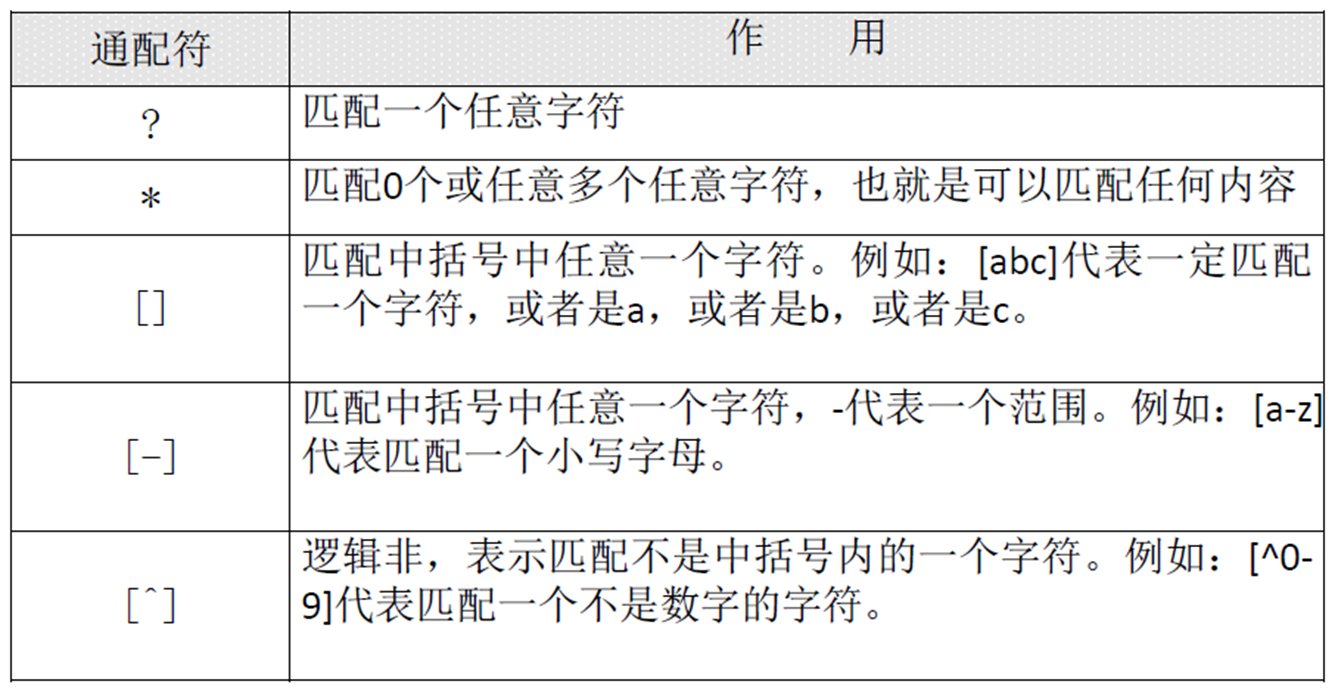 通配符 作 用
? 匹配一个任意字符
* 匹配0个或任意多个任意字符，也就是可以匹配任何内容
[] 匹配中括号中任意一个字符。例如：[abc]代表一定匹配
一个字符，或者是a，或者是b，或者是c。
[-] 匹配中括号中任意一个字符，-代表一个范围。例如：[a-z]
代表匹配一个小写字母。
[^] 逻辑非，表示匹配不是中括号内的一个字符。例如：[^0-
9]代表匹配一个不是数字的字符。